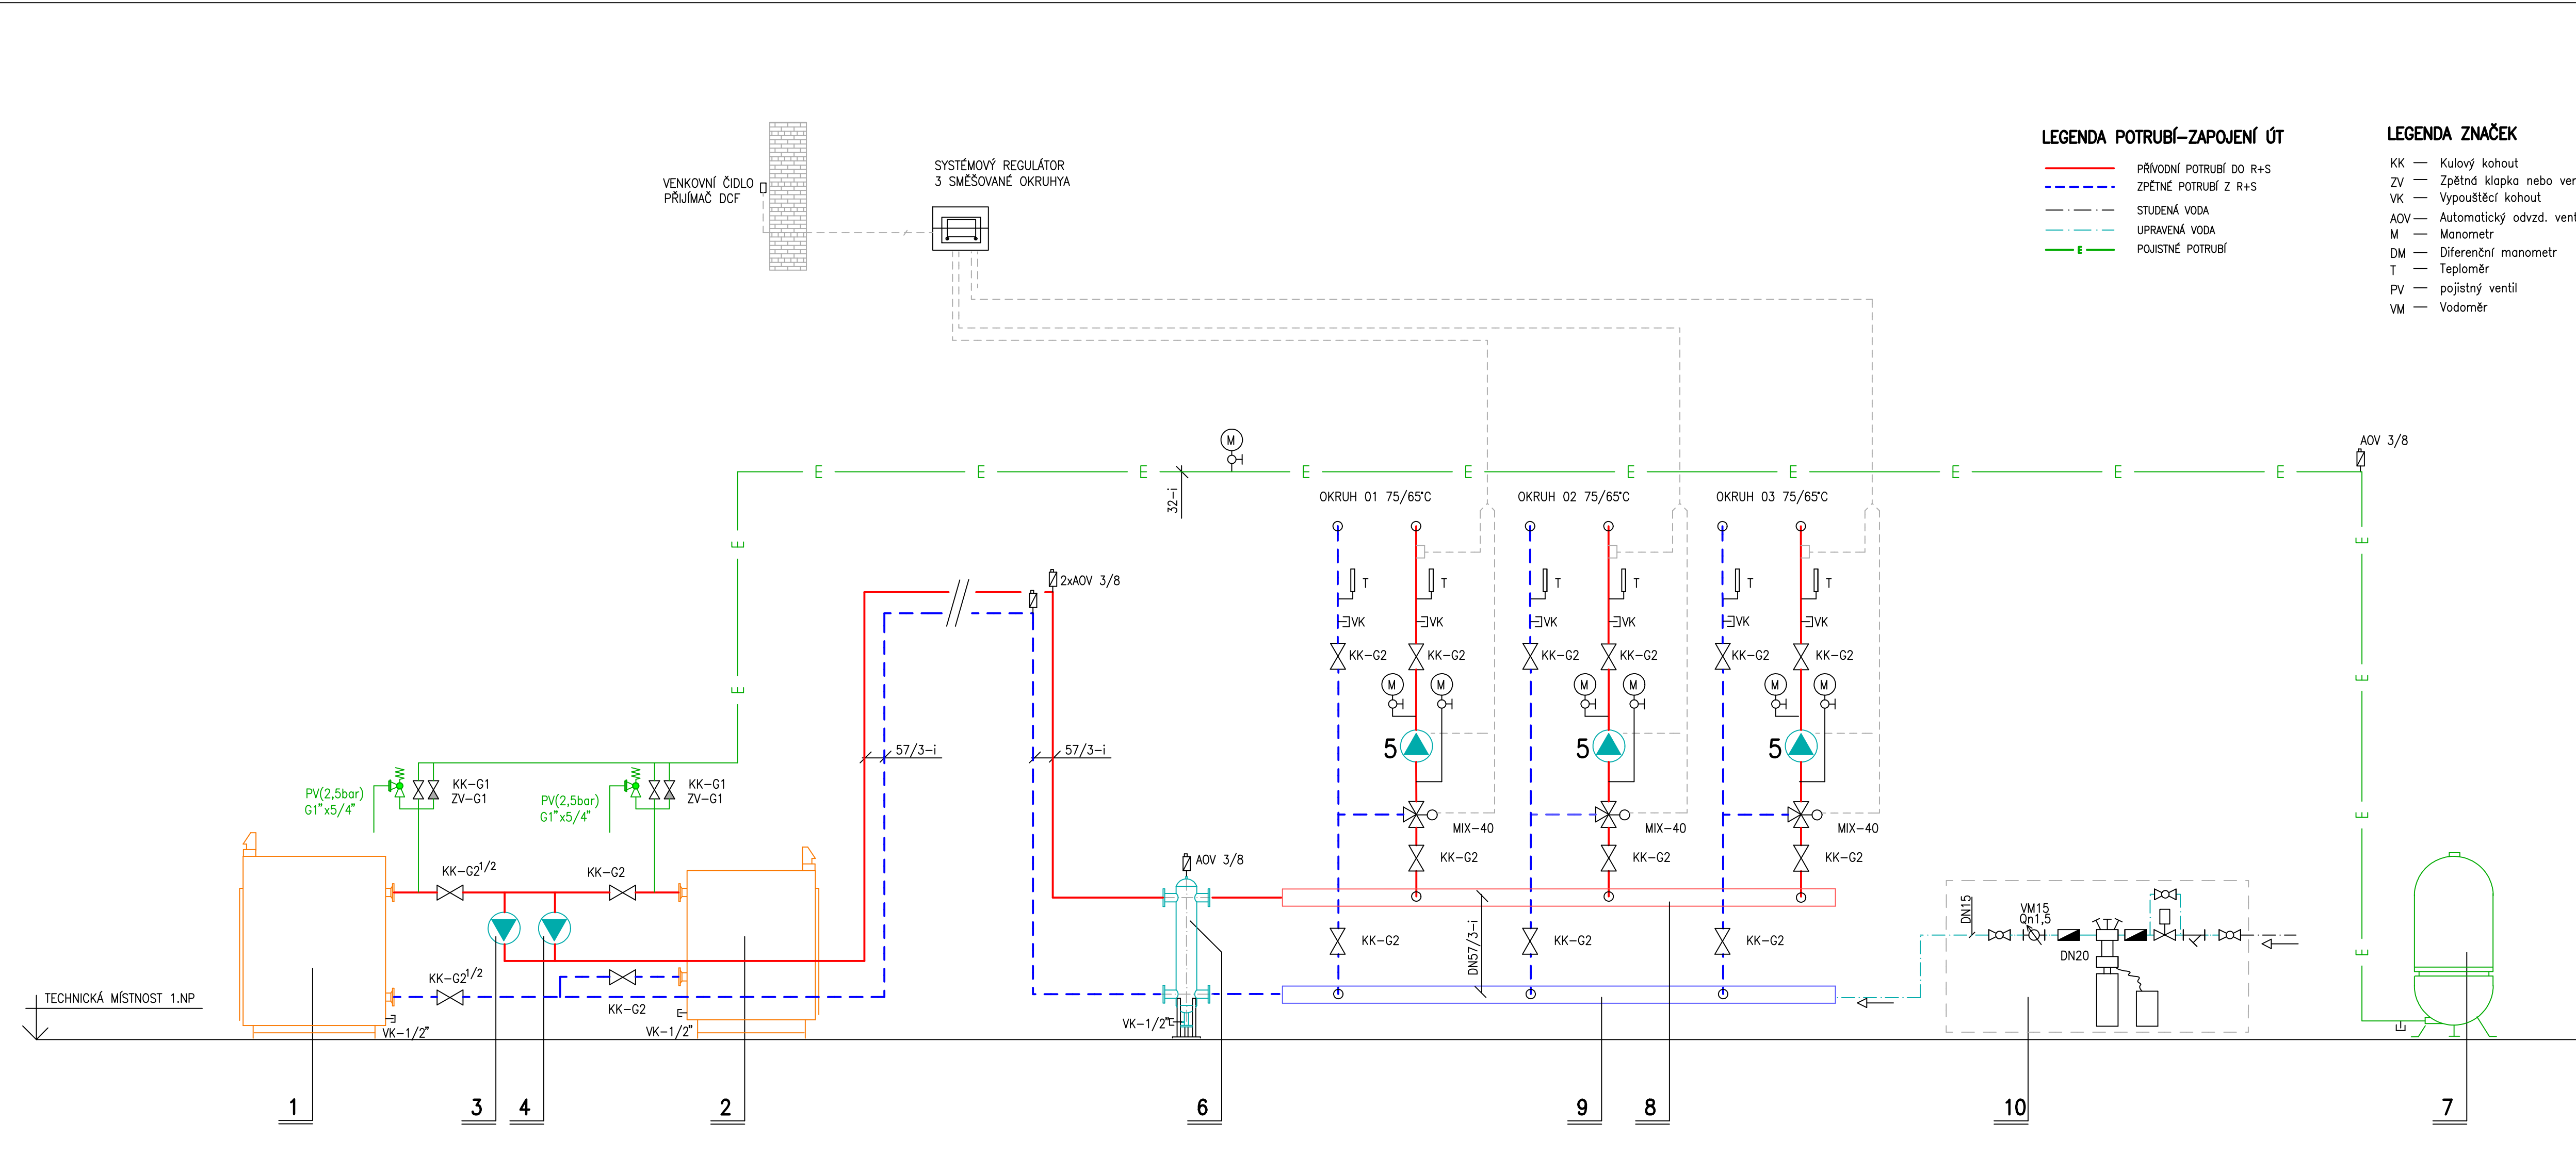 LEGENDA POTRUBÍ-ZAPOJENÍ ÚT
PŘÍVODNÍ POTRUBÍ DO R+S
ZPĚTNÉ POTRUBÍ Z R+S
STUDENÁ VODA
UPRAVENÁ VODA
E POJISTNÉ POTRUBÍ
LEGENDA ZNAČEK
KK — Kulový kohout
ZV — Zpětná klapka nebo
VK — Vypouštěcí kohout
AOV — Automatický odvzd.
M — Manometr
DM — Diferenční manometr
T — Teploměr
PV — pojistný ventil
VM — Vodoměr
VENKOVNÍ ČIDLO
PŘIJÍMAČ DCF
SYSTÉMOVÝ REGULÁTOR
3 SMĚŠOVANÉ OKRUHYA
M
AOV 3/8
E E E E E E E E E E
32-i
OKRUH 01 75/65°C
OKRUH 02 75/65°C
OKRUH 03 75/65°C
E
E
2xAOV 3/8
T T T T T T
VK VK VK VK VK VK
KK-G2 KK-G2 KK-G2 KK-G2 KK-G2 KK-G2
E
E
M M M M M M
5 5 5
57/3-i
57/3-i
KK-G1
ZV-G1
KK-G1
ZV-G1
PV(2,5bar)
G1"x5/4"
PV(2,5bar)
G1"x5/4"
MIX-40 MIX-40 MIX-40
E
KK-G2 KK-G2 KK-G2
AOV 3/8
KK-G2 1/2
KK-G2
DN15
VM15
Qn1,5
DN20
KK-G2 KK-G2 KK-G2
DN57/3-i
E
KK-G2 1/2
KK-G2
TECHNICKÁ MÍSTNOST 1.NP
VK-1/2"
VK-1/2"
VK-1/2"
1
3
4
2
6
9
8
10
7